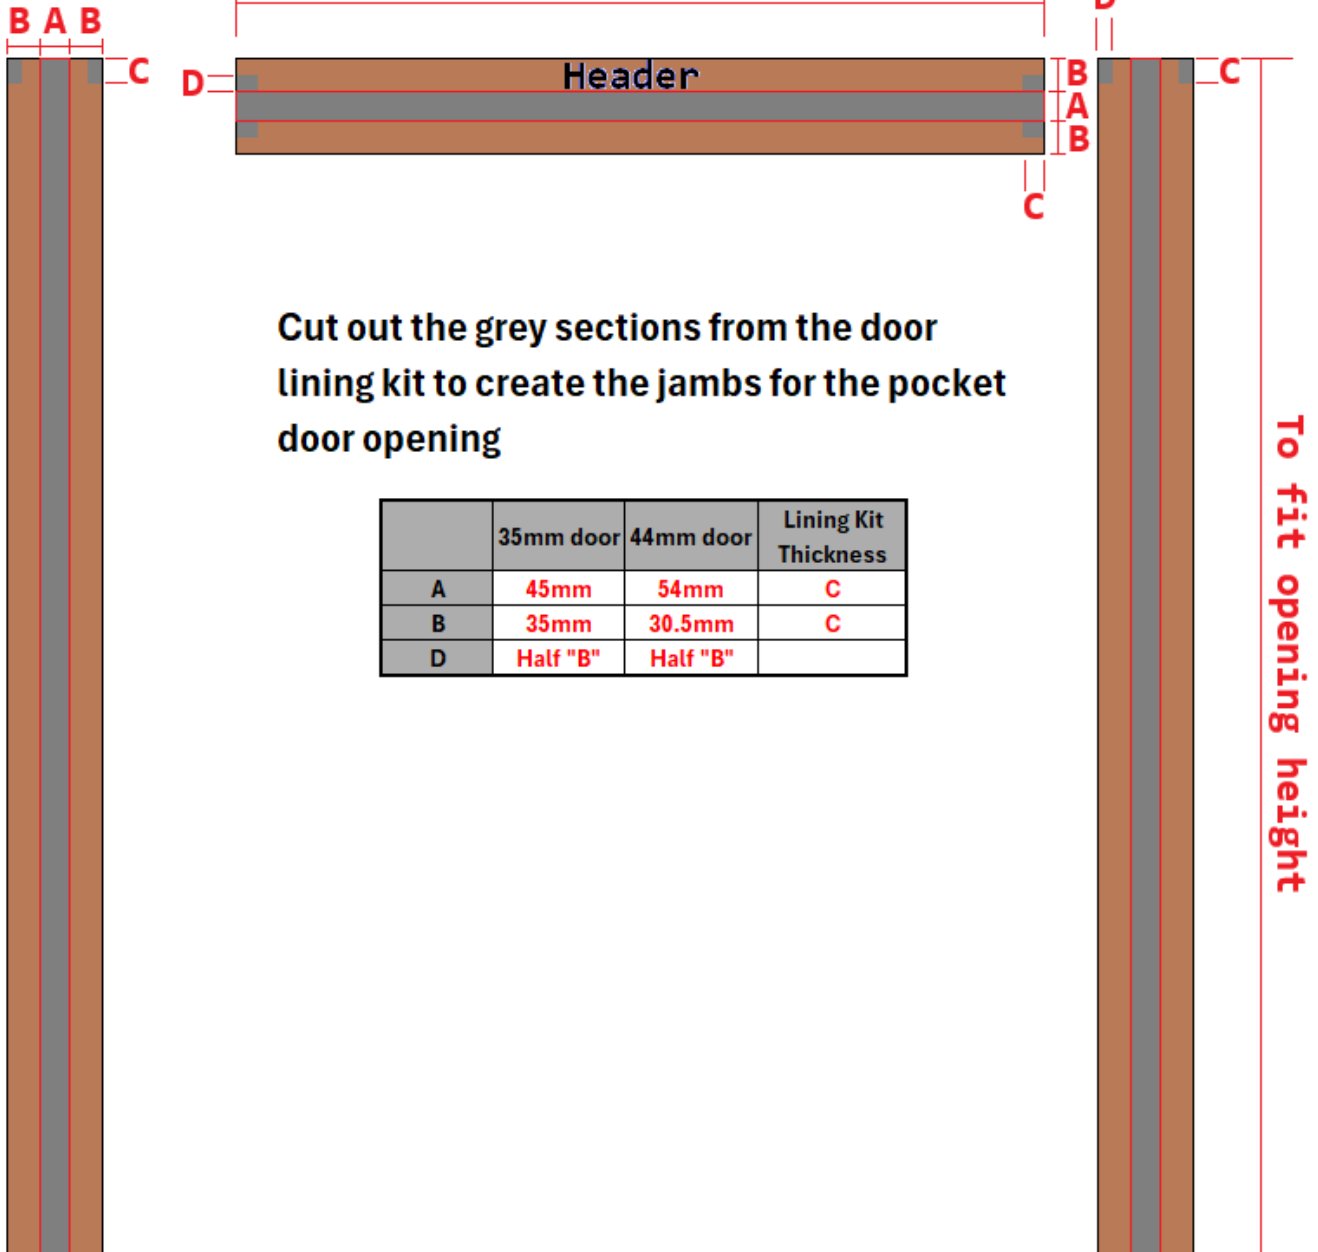 B A B
D
C
D
Header
B
A
B
C
C
Cut out the grey sections from the door
lining kit to create the jambs for the pocket
door opening
To fit opening height
35mm door 44mm door Lining Kit
Thickness
A 45mm 54mm C
B 35mm 30.5mm C
D Half "B" Half "B"